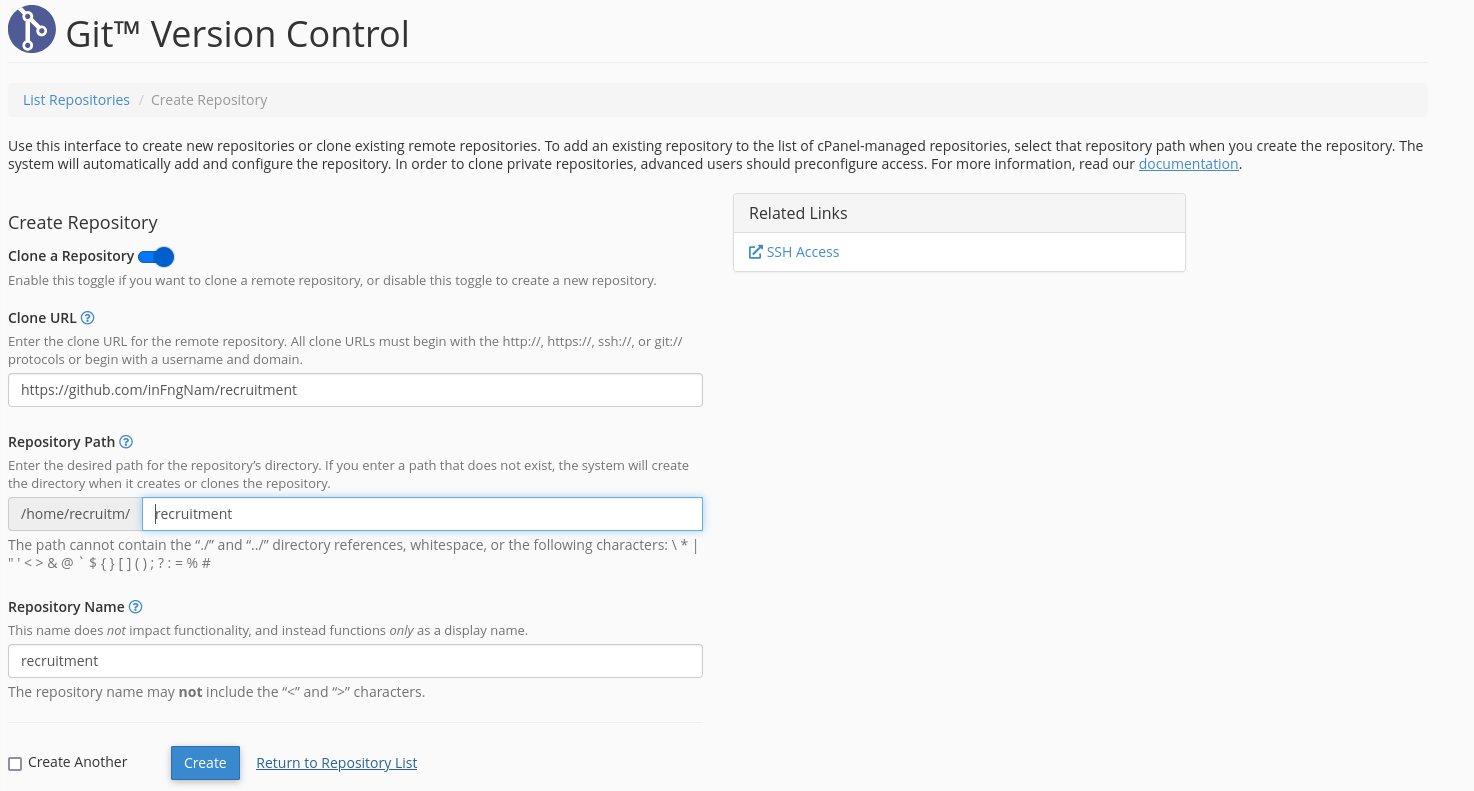 Git™ Version Control
List Repositories / Create Repository
Use this interface to create new repositories or clone existing remote repositories. To add an existing repository to the list of cPanel-managed repositories, select that repository path when you create the repository. The
system will automatically add and configure the repository. In order to clone private repositories, advanced users should preconfigure access. For more information, read our documentation.
Create Repository
Clone a Repository
Enable this toggle if you want to clone a remote repository, or disable this toggle to create a new repository.
Clone URL ?
Enter the clone URL for the remote repository. All clone URLs must begin with the http://, https://, ssh://, or git://
protocols or begin with a username and domain.
https://github.com/inFngNam/recruitment
Repository Path ?
Enter the desired path for the repository’s directory. If you enter a path that does not exist, the system will create
the directory when it creates or clones the repository.
/home/recruitm/ recruitment
The path cannot contain the “./” and “../” directory references, whitespace, or the following characters: \ * |
" ' < > & @ ` $ { } [ ] ( ) ; ? : = % #
Repository Name ?
This name does not impact functionality, and instead functions only as a display name.
recruitment
The repository name may not include the “<” and “>” characters.
Create Another Create Return to Repository List
Related Links
SSH Access